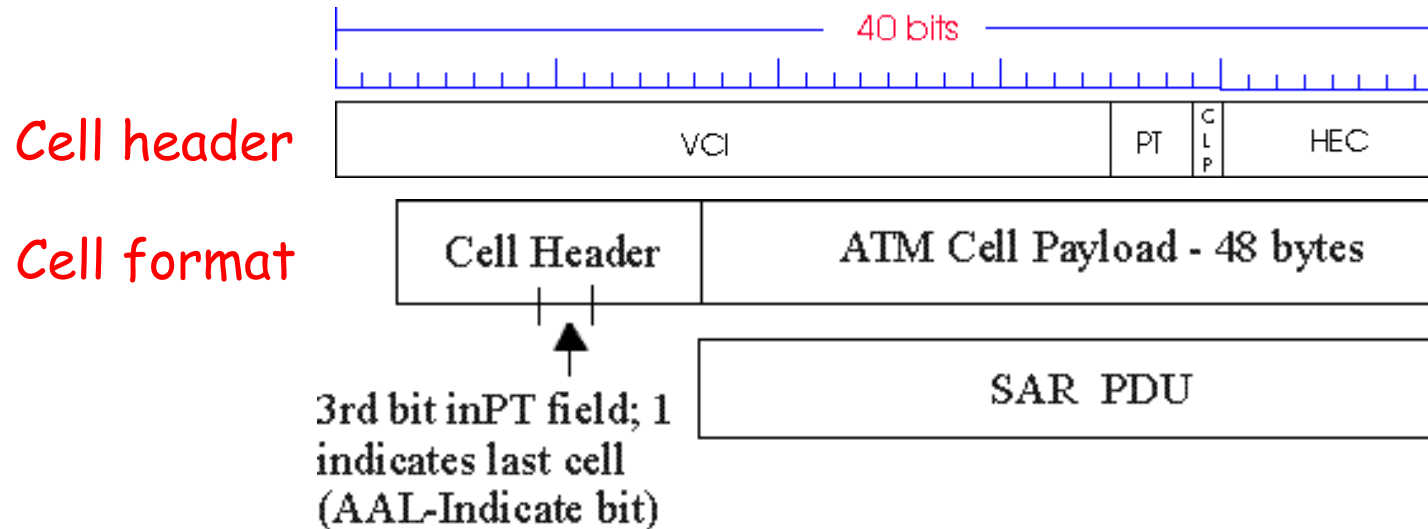 40 bits
Cell header
VCI PT CLP HEC
Cell format
Cell Header ATM Cell Payload - 48 bytes
SAR PDU
3rd bit inPT field; 1
indicates last cell
(AAL-Indicate bit)